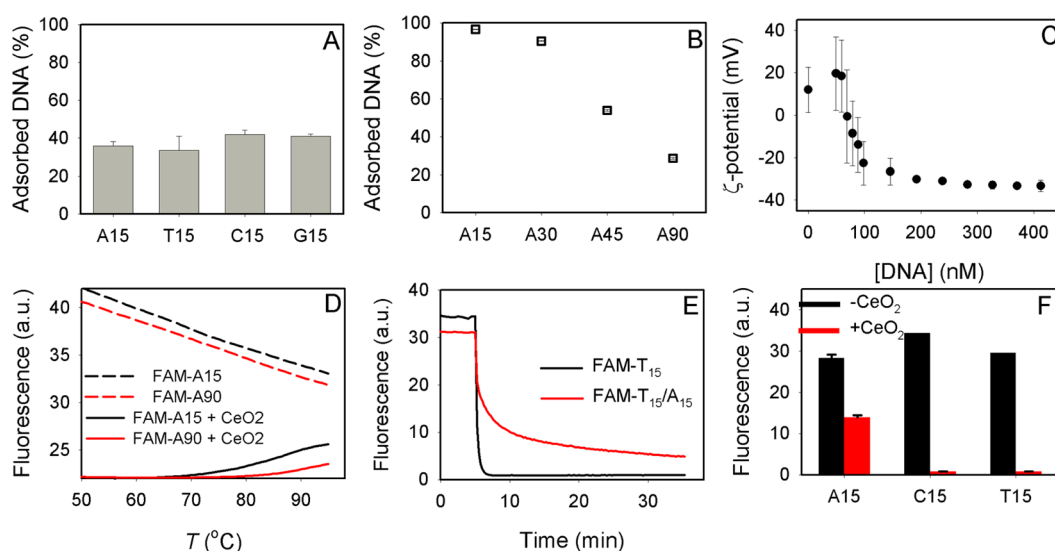 A
Adsorbed DNA (%)
100
80
60
40
20
0
A15 T15 C15 G15
B
Adsorbed DNA (%)
100
80
60
40
20
0
A15 A30 A45 A90
C
ζ-potential (mV)
40
20
0
-20
-40
0 100 200 300 400
[DNA] (nM)
D
Fluorescence (a.u.)
40
35
30
25
FAM-A15
FAM-A90
FAM-A15 + CeO2
FAM-A90 + CeO2
50 60 70 80 90
T (°C)
E
Fluorescence (a.u.)
40
30
20
10
0
FAM-T₁₅
FAM-T₁₅/A₁₅
0 10 20 30
Time (min)
F
Fluorescence (a.u.)
40
30
20
10
0
-CeO₂
+CeO₂
A15 C15 T15